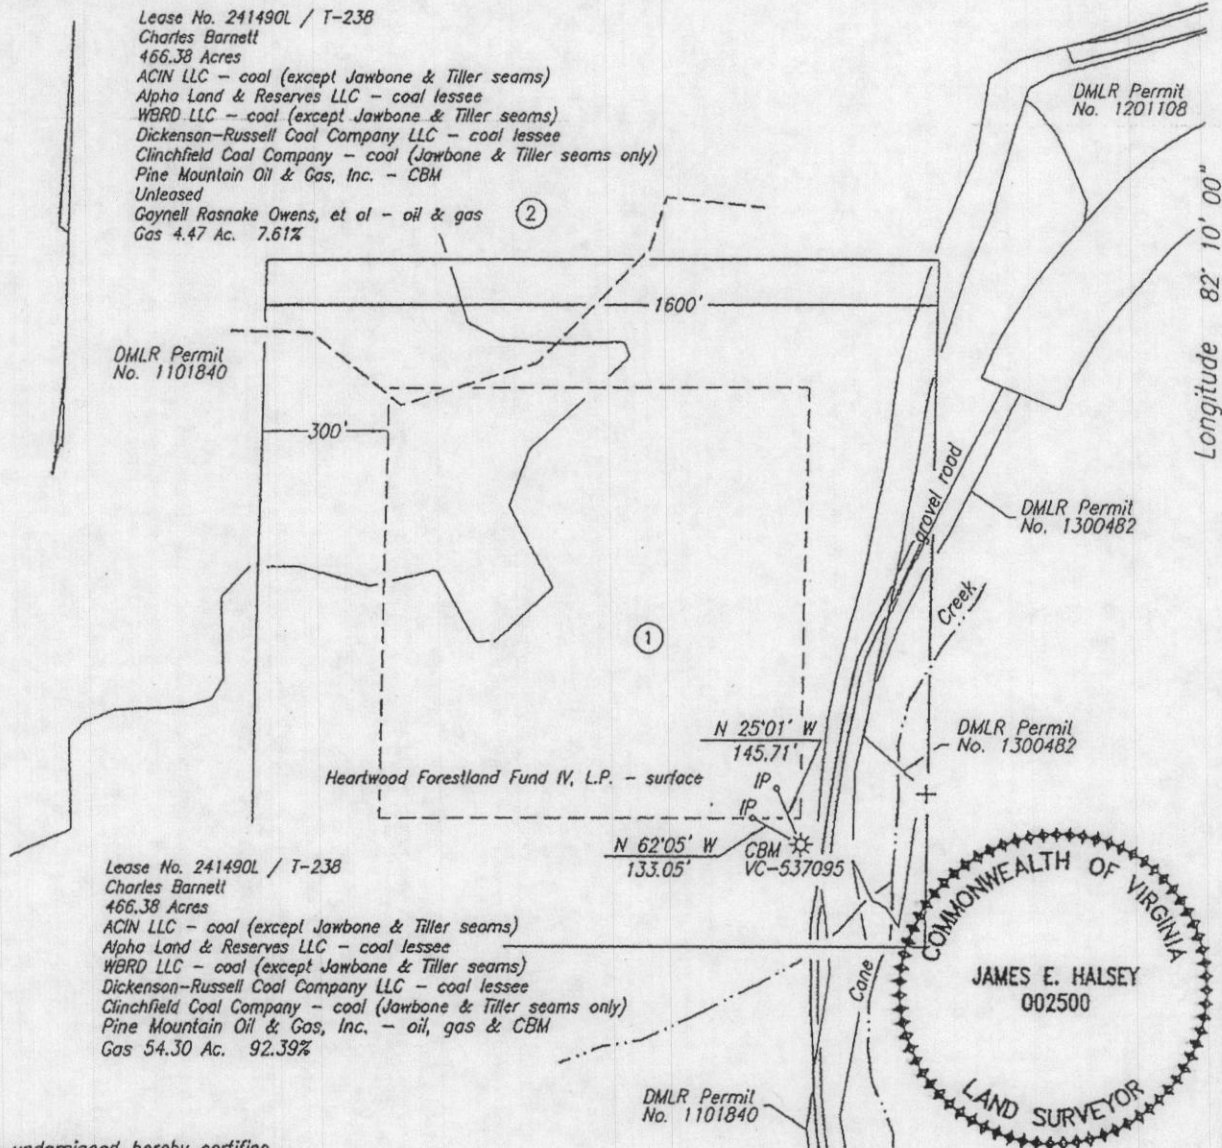 Lease No. 241490L / T-238
Charles Barnett
466.38 Acres
ACIN LLC - coal (except Jawbone & Tiller seams)
Alpha Land & Reserves LLC - coal lessee
WBRD LLC - coal (except Jawbone & Tiller seams)
Dickenson-Russell Coal Company LLC - coal lessee
Clinchfield Coal Company - coal (Jawbone & Tiller seams only)
Pine Mountain Oil & Gas, Inc. - CBM
Unleased
Gaynell Rasnake Owens, et al - oil & gas
Gas 4.47 Ac. 7.61%
2
DMLR Permit
No. 1201108
Longitude 82° 10' 00"
1600'
DMLR Permit
No. 1101840
300'
gravel road
DMLR Permit
No. 1300482
Creek
1
N 25°01' W
145.71'
DMLR Permit
No. 1300482
Heartwood Forestland Fund IV, L.P. - surface
IP
IP
N 62°05' W
133.05'
CBM
VC-537095
Lease No. 241490L / T-238
Charles Barnett
466.38 Acres
ACIN LLC - coal (except Jawbone & Tiller seams)
Alpha Land & Reserves LLC - coal lessee
WBRD LLC - coal (except Jawbone & Tiller seams)
Dickenson-Russell Coal Company LLC - coal lessee
Clinchfield Coal Company - coal (Jawbone & Tiller seams only)
Pine Mountain Oil & Gas, Inc. - oil, gas & CBM
Gas 54.30 Ac. 92.39%
Cane
COMMONWEALTH OF VIRGINIA
JAMES E. HALSEY
002500
LAND SURVEYOR
DMLR Permit
No. 1101840
undersigned hereby certifies